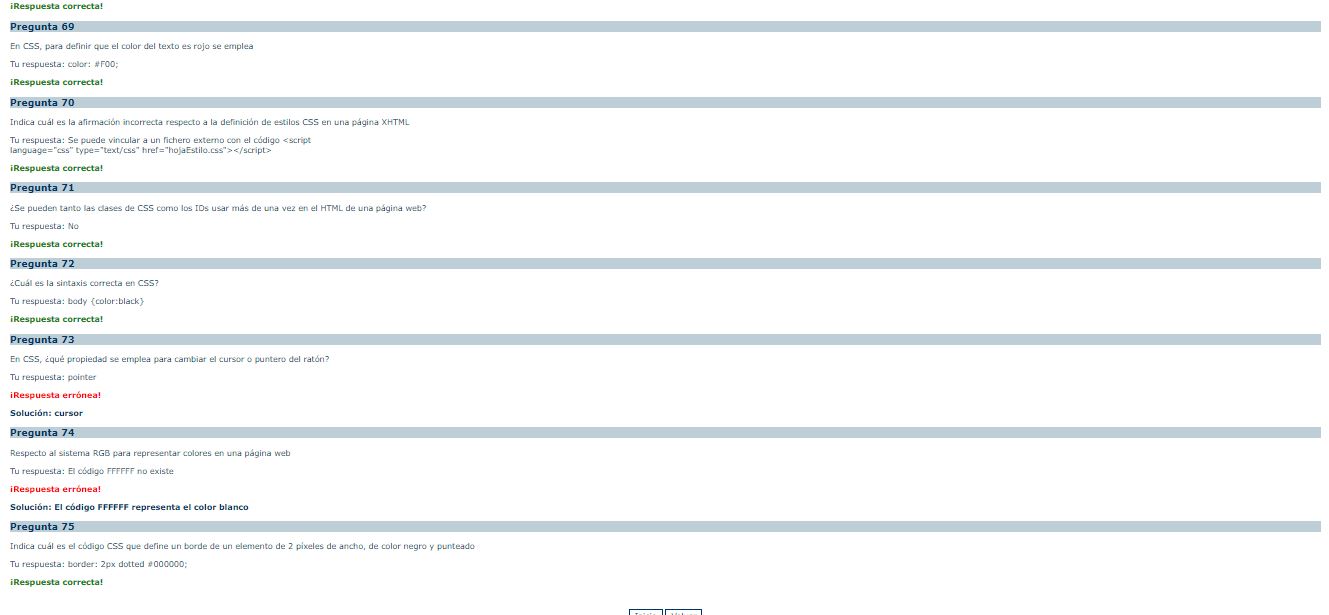 ¡Respuesta correcta!
Pregunta 69
En CSS, para definir que el color del texto es rojo se emplea
Tu respuesta: color: #F00;
¡Respuesta correcta!
Pregunta 70
Indica cuál es la afirmación incorrecta respecto a la definición de estilos CSS en una página XHTML
Tu respuesta: Se puede vincular a un fichero externo con el código <script
language="css" type="text/css" href="hojaEstilo.css"></script>
¡Respuesta correcta!
Pregunta 71
¿Se pueden tanto las clases de CSS como los IDs usar más de una vez en el HTML de una página web?
Tu respuesta: No
¡Respuesta correcta!
Pregunta 72
¿Cuál es la sintaxis correcta en CSS?
Tu respuesta: body {color:black}
¡Respuesta correcta!
Pregunta 73
En CSS, ¿qué propiedad se emplea para cambiar el cursor o puntero del ratón?
Tu respuesta: pointer
¡Respuesta errónea!
Solución: cursor
Pregunta 74
Respecto al sistema RGB para representar colores en una página web
Tu respuesta: El código FFFFFF no existe
¡Respuesta errónea!
Solución: El código FFFFFF representa el color blanco
Pregunta 75
Indica cuál es el código CSS que define un borde de un elemento de 2 píxeles de ancho, de color negro y punteado
Tu respuesta: border: 2px dotted #000000;
¡Respuesta correcta!